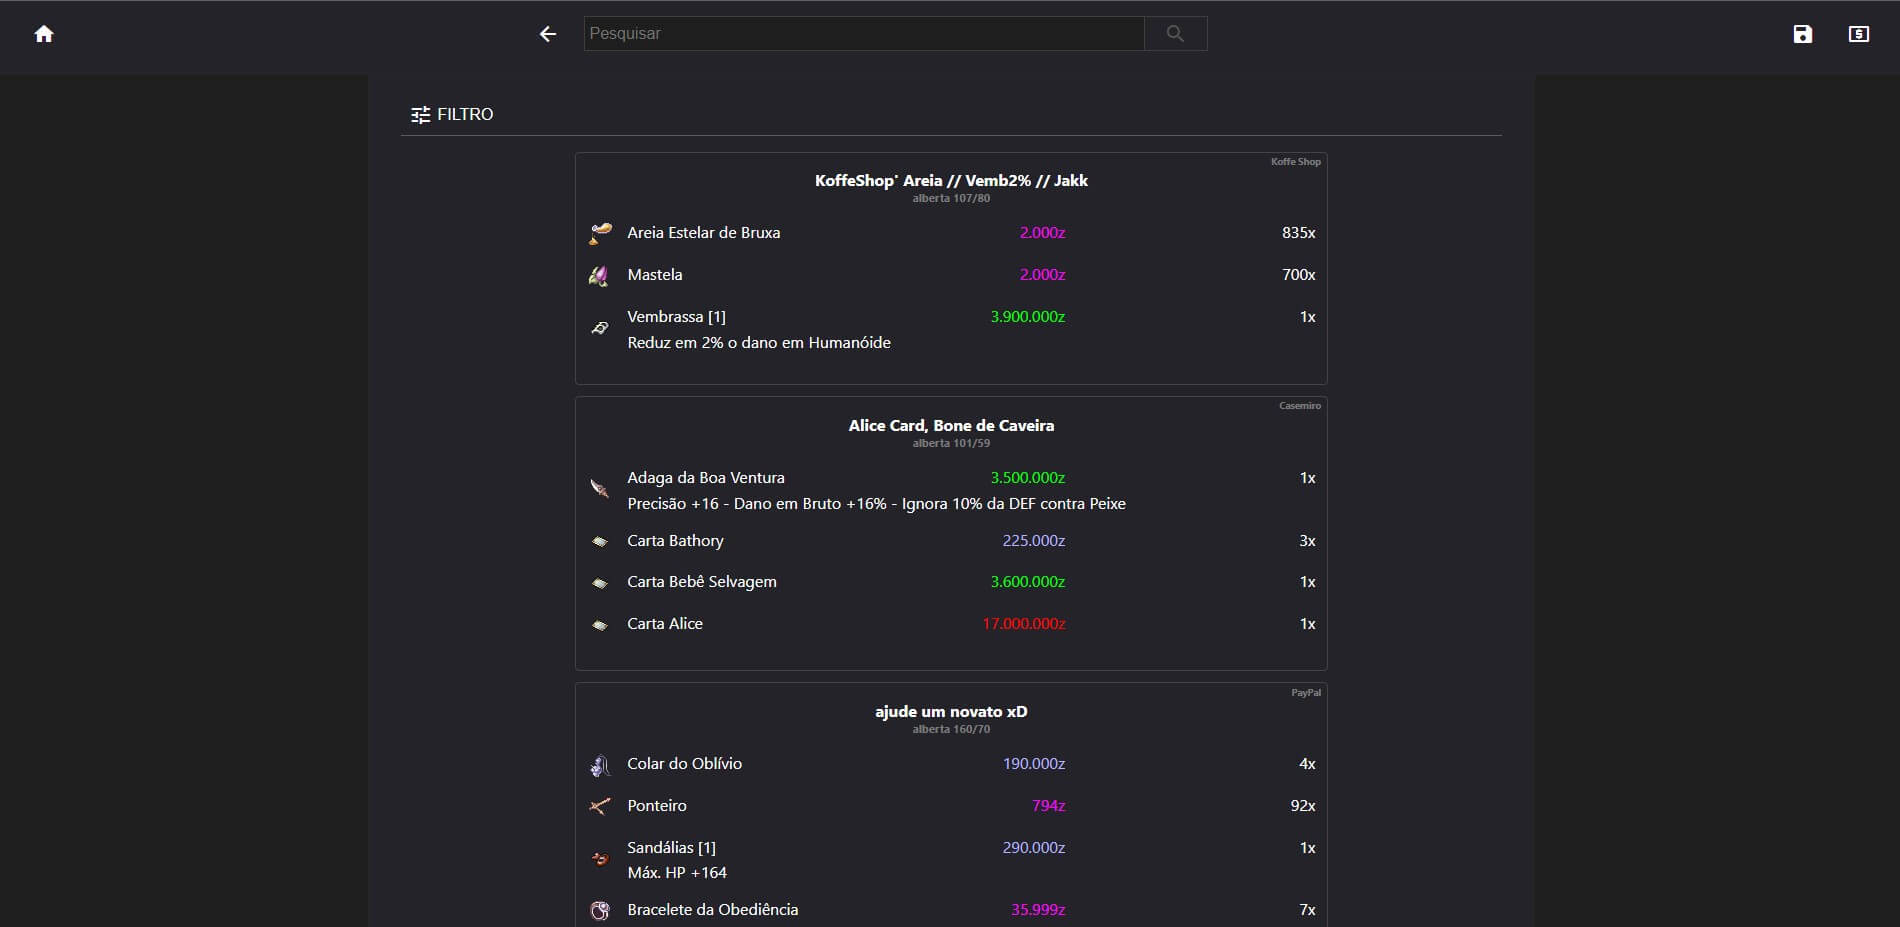 Pesquisar
FILTRO
Koffe Shop
KoffeShop' Areia // Vemb2% // Jakk
alberta 107/80
Areia Estelar de Bruxa 2.000z 835x
Mastela 2.000z 700x
Vembrassa [1] 3.900.000z 1x
Reduz em 2% o dano em Humanóide
Casemiro
Alice Card, Bone de Caveira
alberta 101/59
Adaga da Boa Ventura 3.500.000z 1x
Precisão +16 - Dano em Bruto +16% - Ignora 10% da DEF contra Peixe
Carta Bathory 225.000z 3x
Carta Bebê Selvagem 3.600.000z 1x
Carta Alice 17.000.000z 1x
PayPal
ajude um novato xD
alberta 160/70
Colar do Oblívio 190.000z 4x
Ponteiro 794z 92x
Sandálias [1] 290.000z 1x
Máx. HP +164
Bracelete da Obediência 35.999z 7x